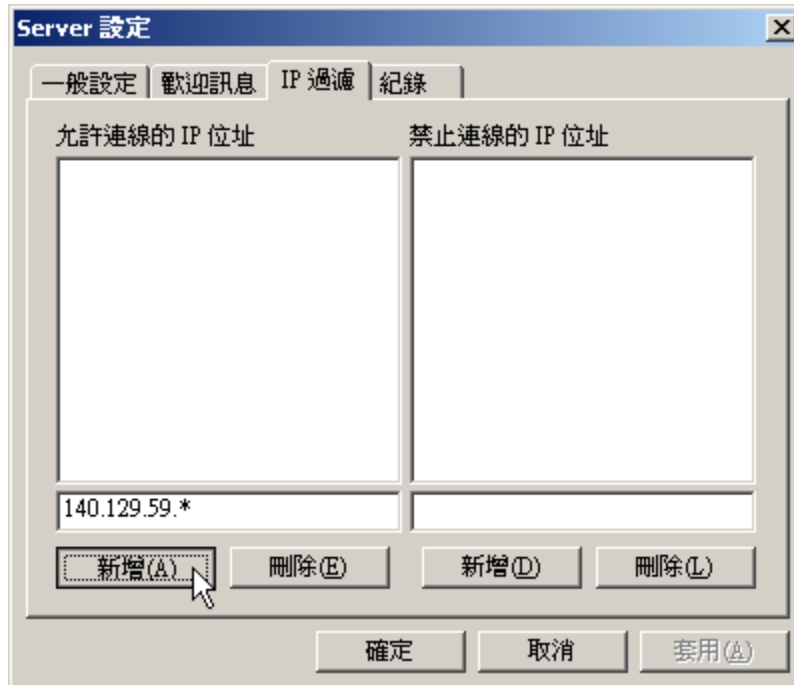 Server 設定
一般設定 歡迎訊息 IP 過濾 紀錄
允許連線的 IP 位址 禁止連線的 IP 位址
140.129.59.*
新增(A) 刪除(E) 新增(D) 刪除(L)
確定 取消 套用(A)